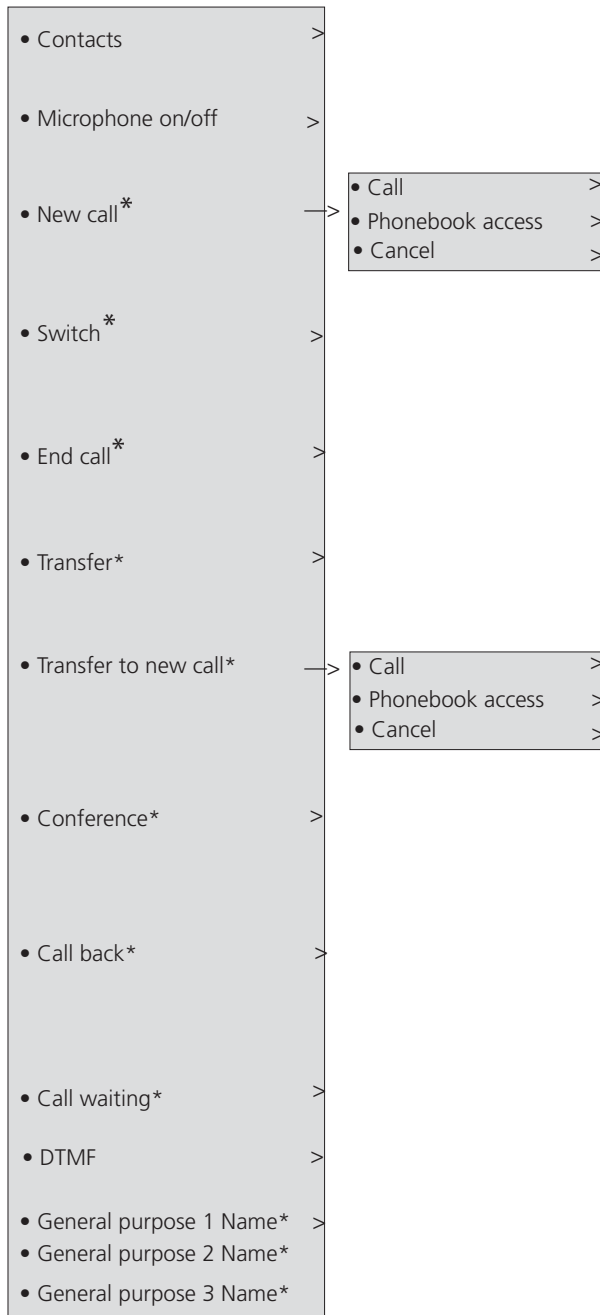 • Contacts >
• Microphone on/off >
• New call* —>
• Call >
• Phonebook access >
• Cancel >
• Switch* >
• End call* >
• Transfer* >
• Transfer to new call* —>
• Call >
• Phonebook access >
• Cancel >
• Conference* >
• Call back* >
• Call waiting* >
• DTMF >
• General purpose 1 Name* >
• General purpose 2 Name*
• General purpose 3 Name*